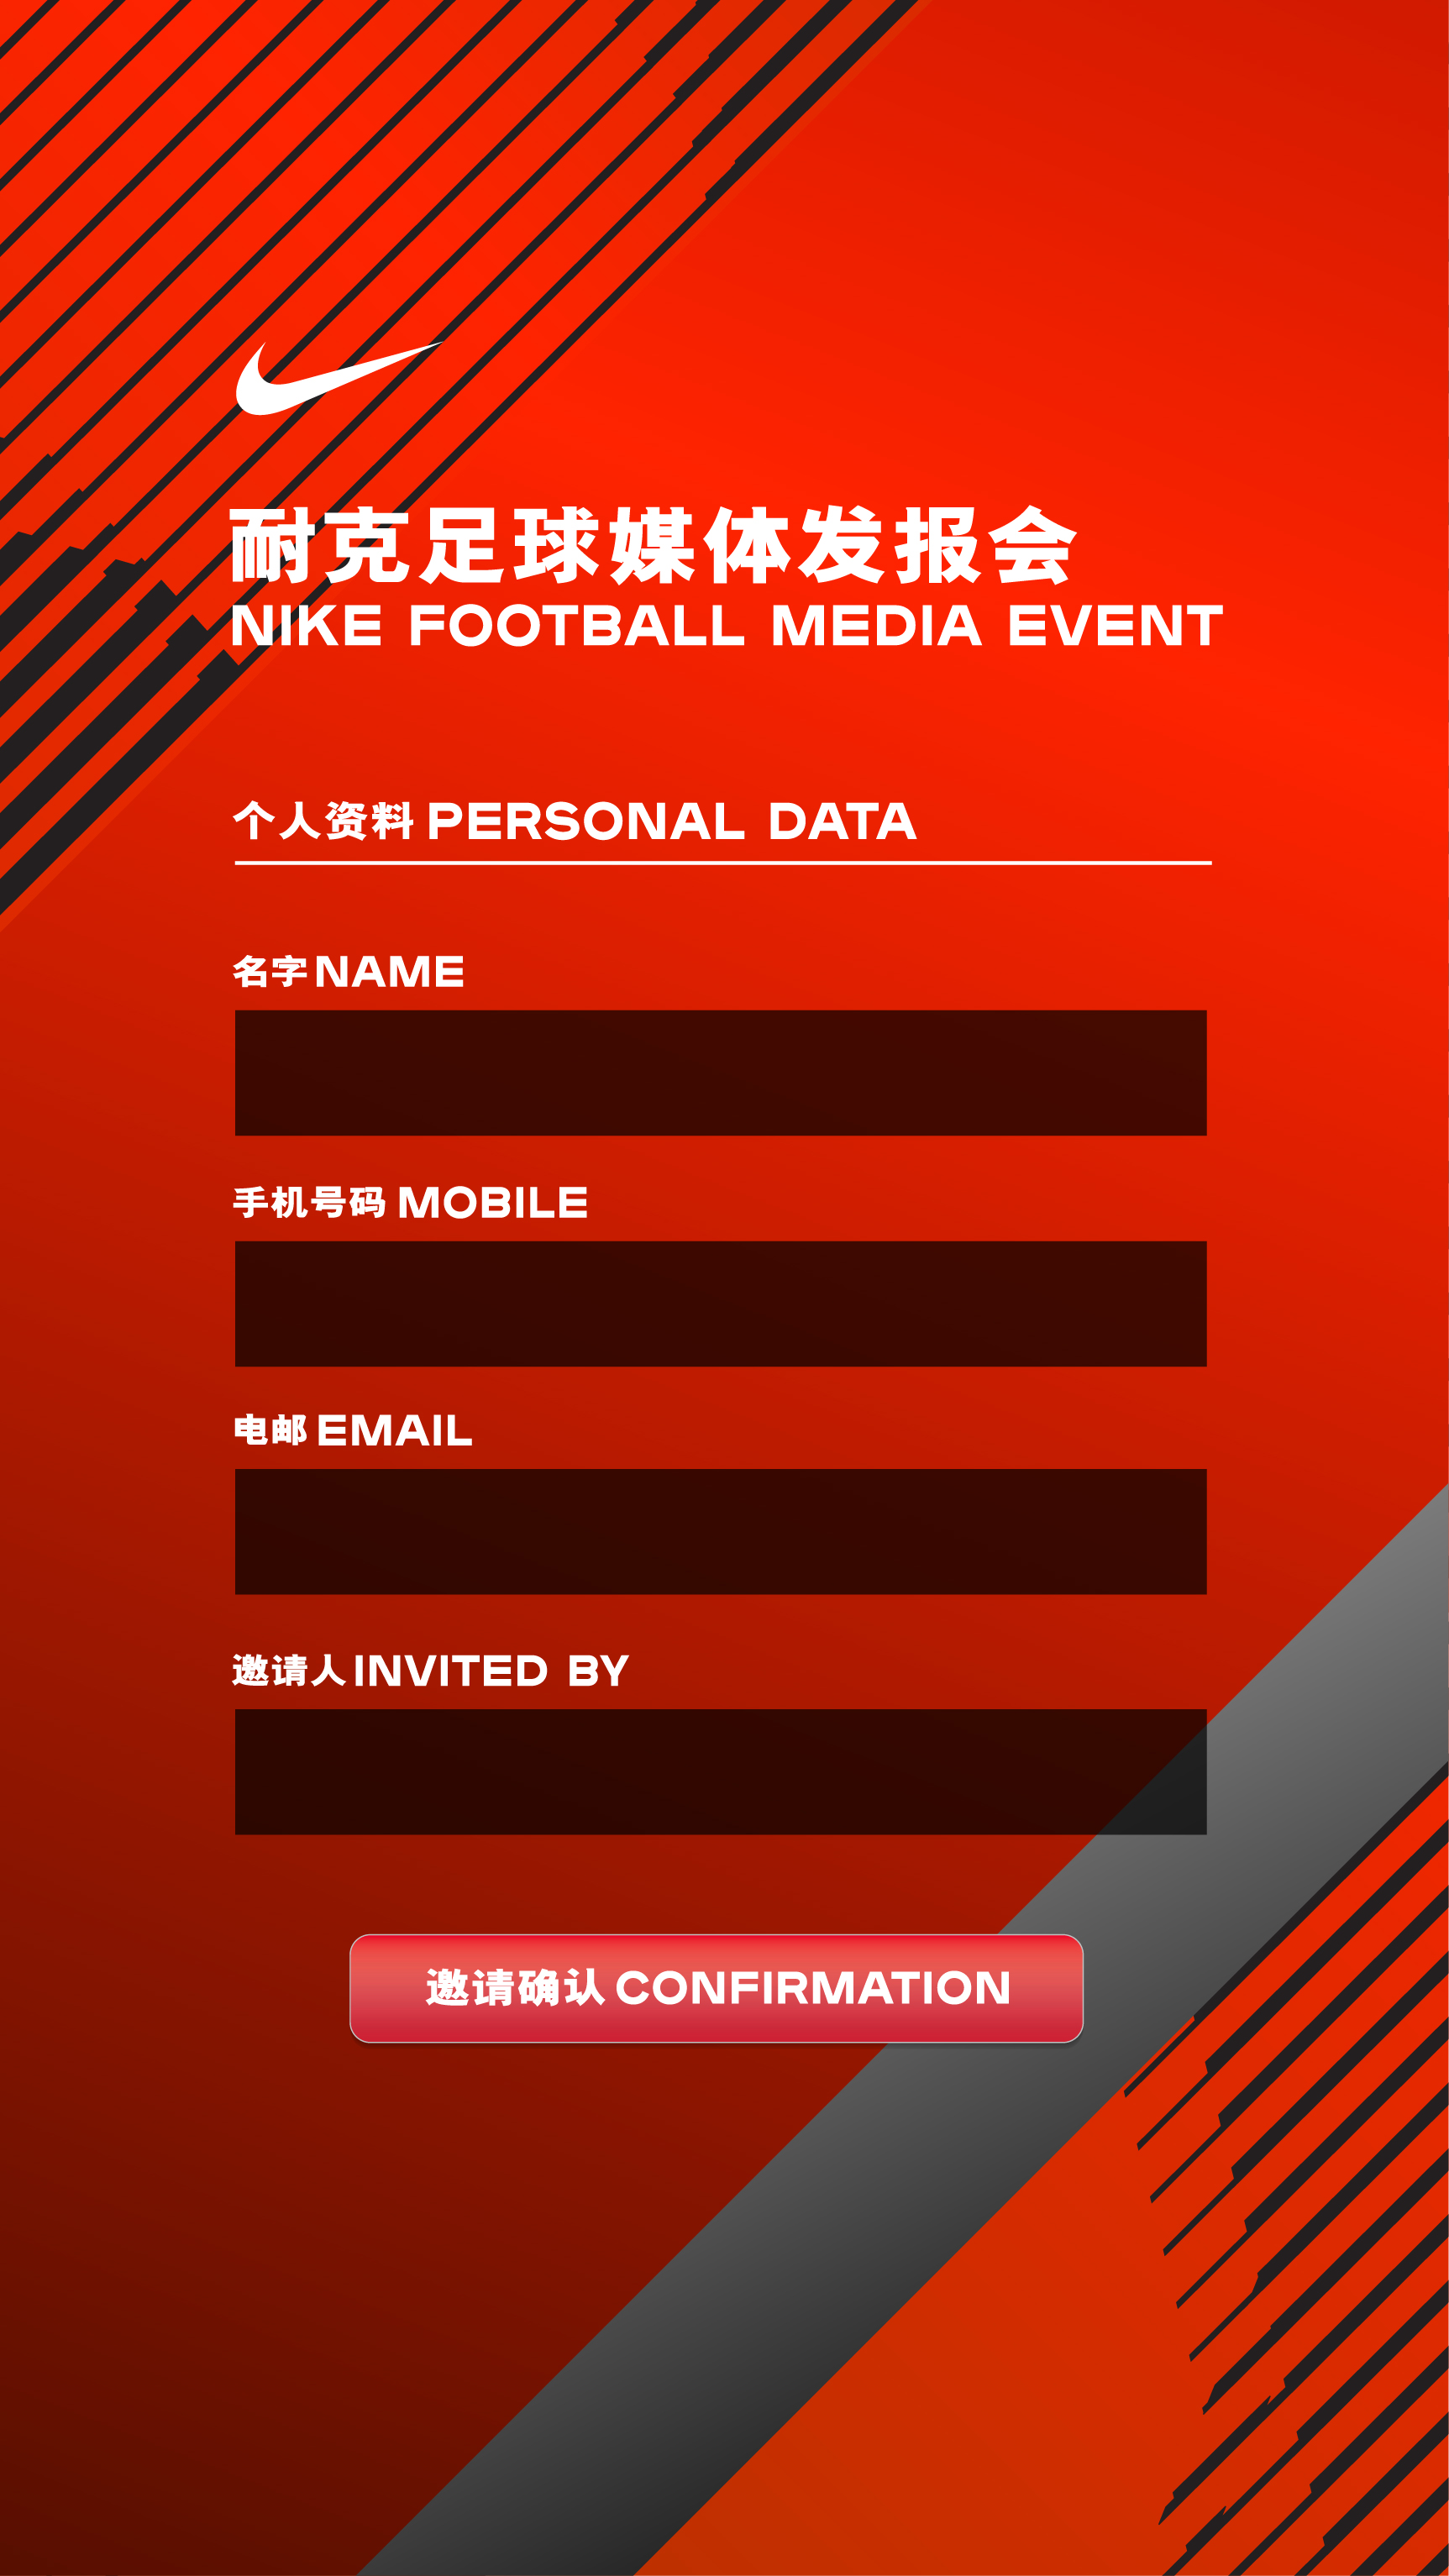 耐克足球媒体发报会
NIKE FOOTBALL MEDIA EVENT
个人资料 PERSONAL DATA
名字 NAME
手机号码 MOBILE
电邮 EMAIL
邀请人 INVITED BY
邀请确认 CONFIRMATION